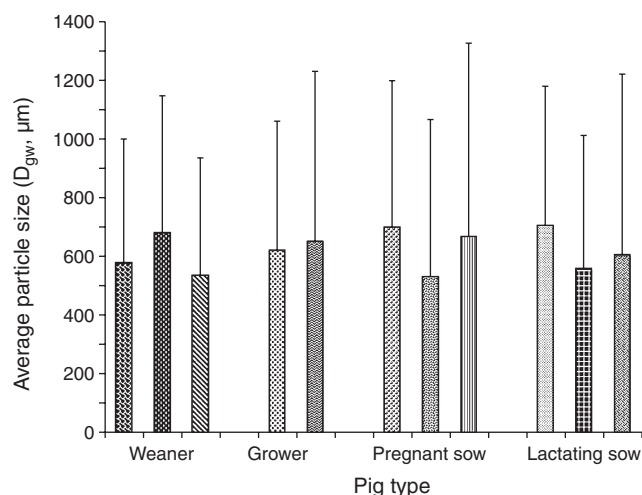 1400
1200
1000
800
600
400
200
0
Average particle size (Dgw, µm)
Weaner Grower Pregnant sow Lactating sow
Pig type